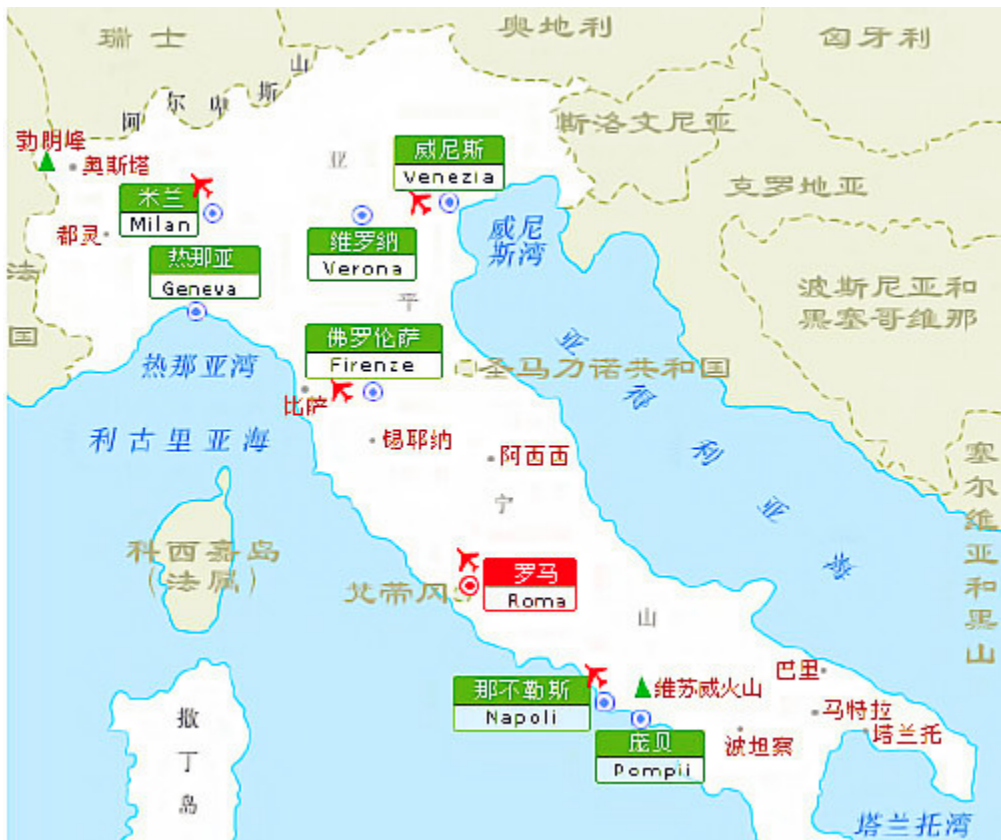 瑞士
奥地利
匈牙利
阿尔卑斯山
斯洛文尼亚
勃朗峰
奥斯塔
威尼斯
Venezia
亚
克罗地亚
米兰
Milan
都灵
维罗纳
Verona
威尼
斯湾
热那亚
Geneva
法
国
平
波斯尼亚和
黑塞哥维那
佛罗伦萨
Firenze
热那亚湾
圣马力诺共和国
亚得利亚海
比萨
利古里亚海
锡耶纳
阿西西
宁
塞尔维亚和黑山
科西嘉岛
（法属）
梵蒂冈
罗马
Roma
山
巴里
那不勒斯
Napoli
维苏威火山
马特拉
塔兰托
撒丁岛
庞贝
Pompii
波坦察
塔兰托湾